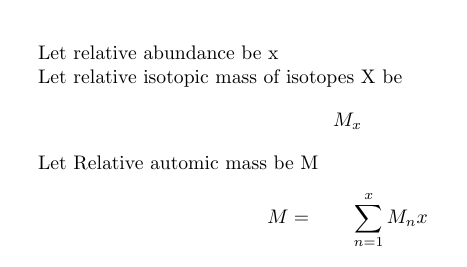 Let relative abundance be x
Let relative isotopic mass of isotopes X be
$M_x$
Let Relative automic mass be M
$M = \sum_{n=1}^{x} M_n x$